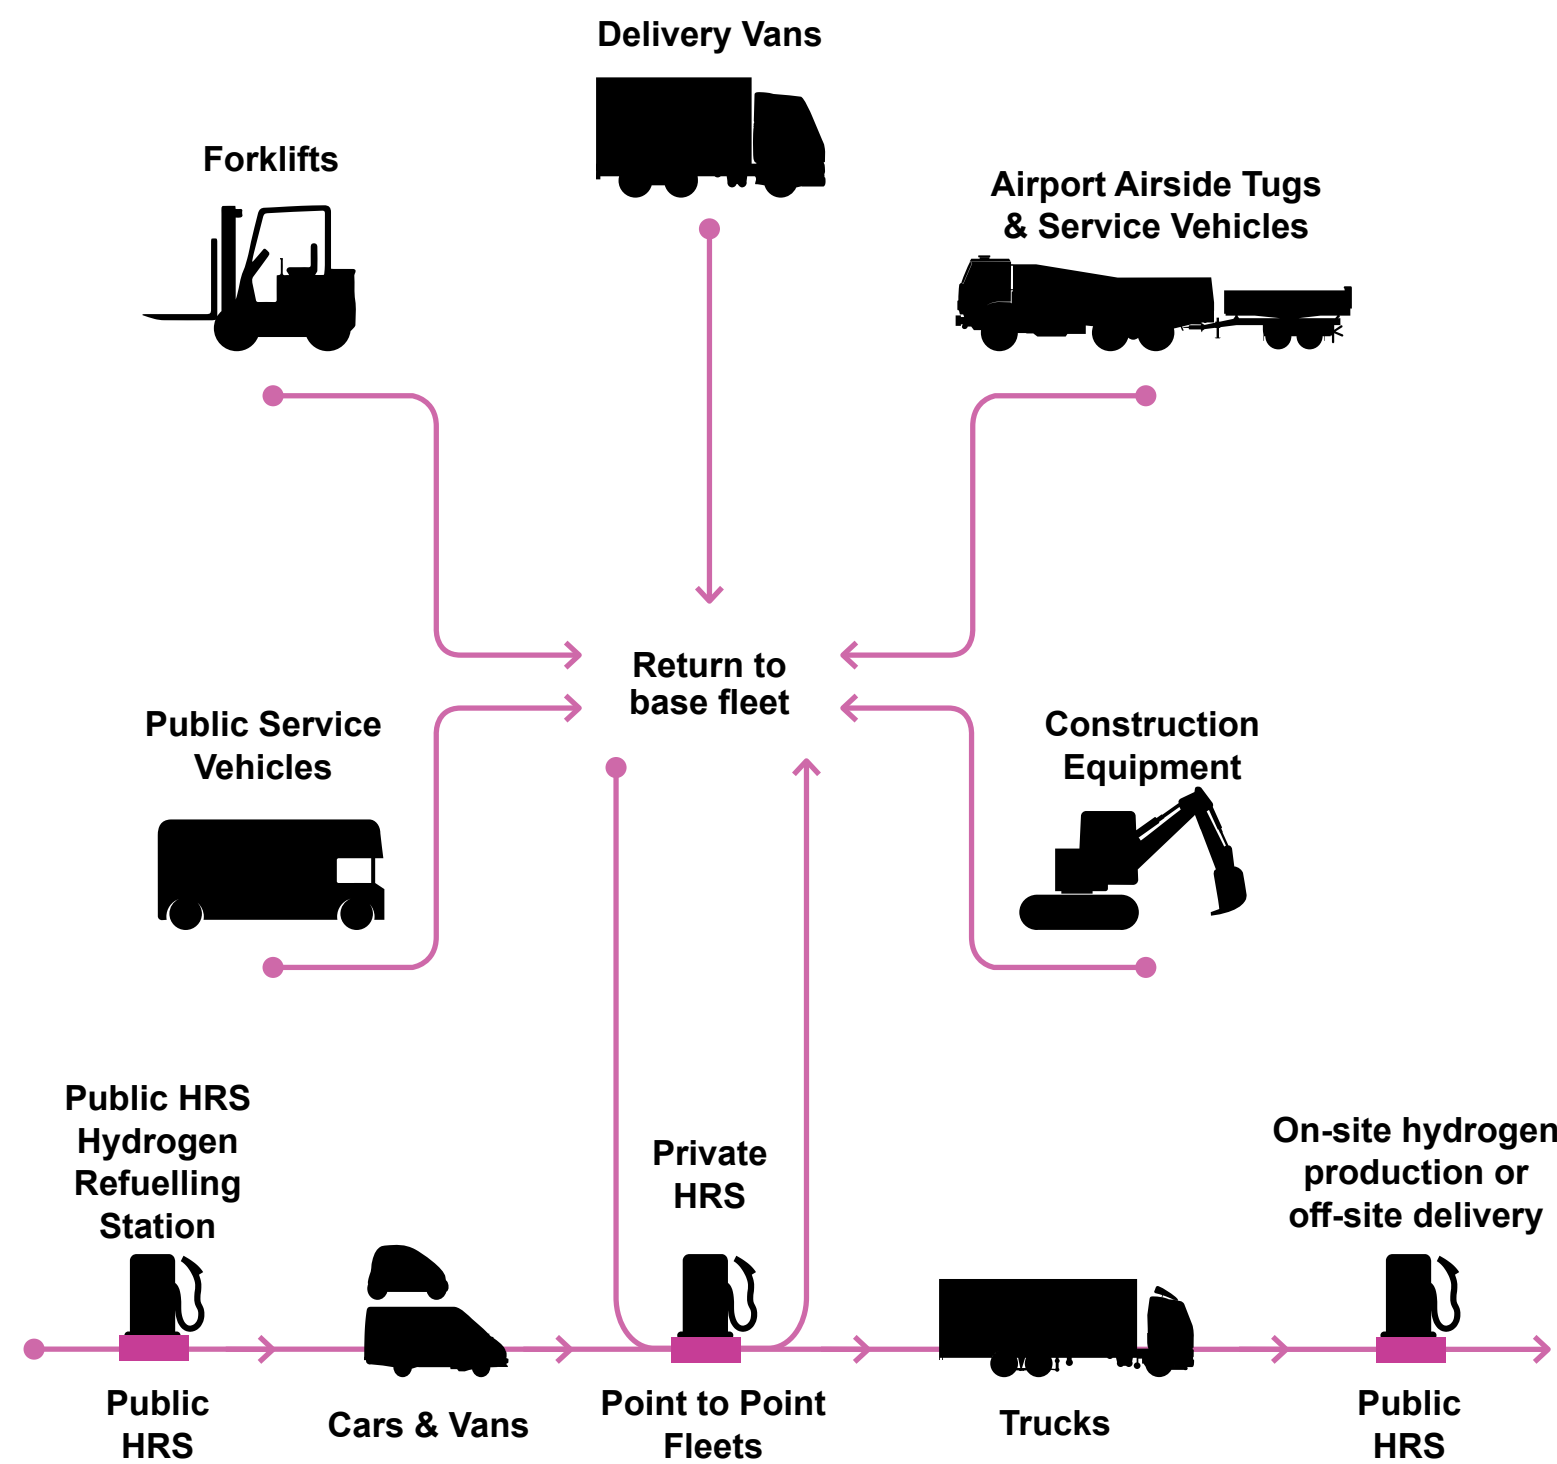 Delivery Vans
Forklifts
Airport Airside Tugs
& Service Vehicles
Return to
base fleet
Public Service
Vehicles
Construction
Equipment
Public HRS
Hydrogen
Refuelling
Station
Private
HRS
On-site hydrogen
production or
off-site delivery
Public
HRS
Cars & Vans
Point to Point
Fleets
Trucks
Public
HRS